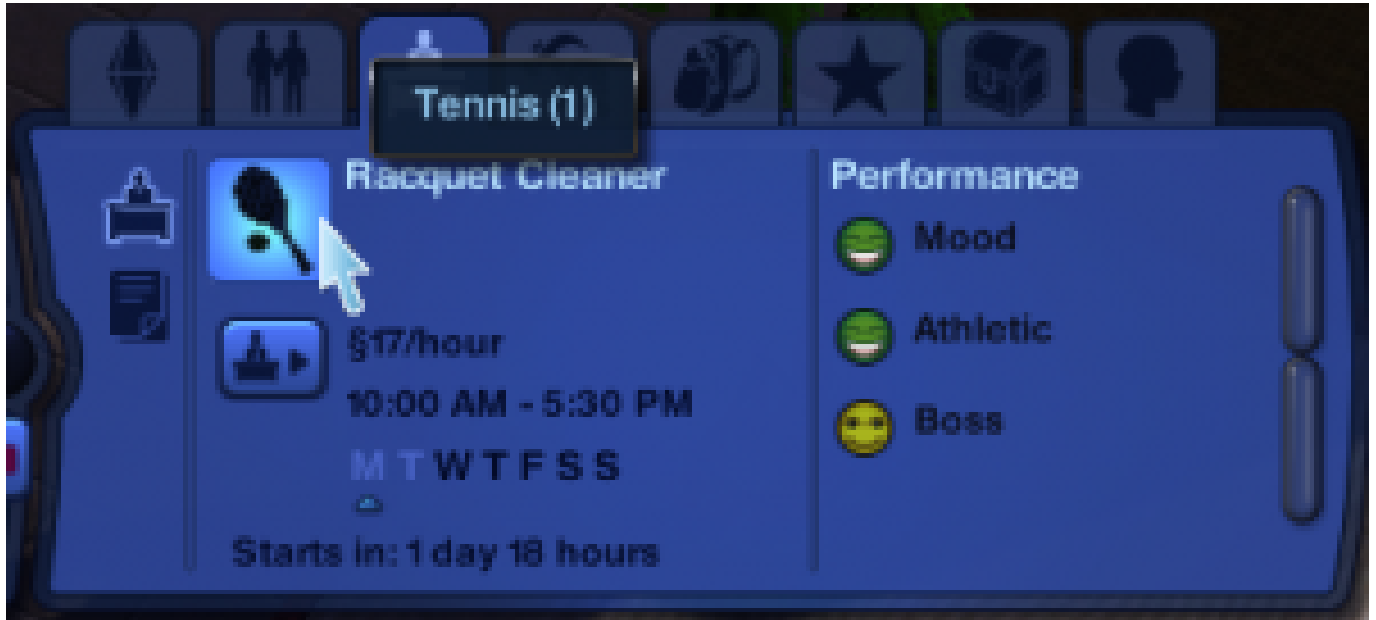 Tennis (1)
Racquet Cleaner
§17/hour
10:00 AM - 5:30 PM
M T W T F S S
Starts in: 1 day 18 hours
Performance
Mood
Athletic
Boss